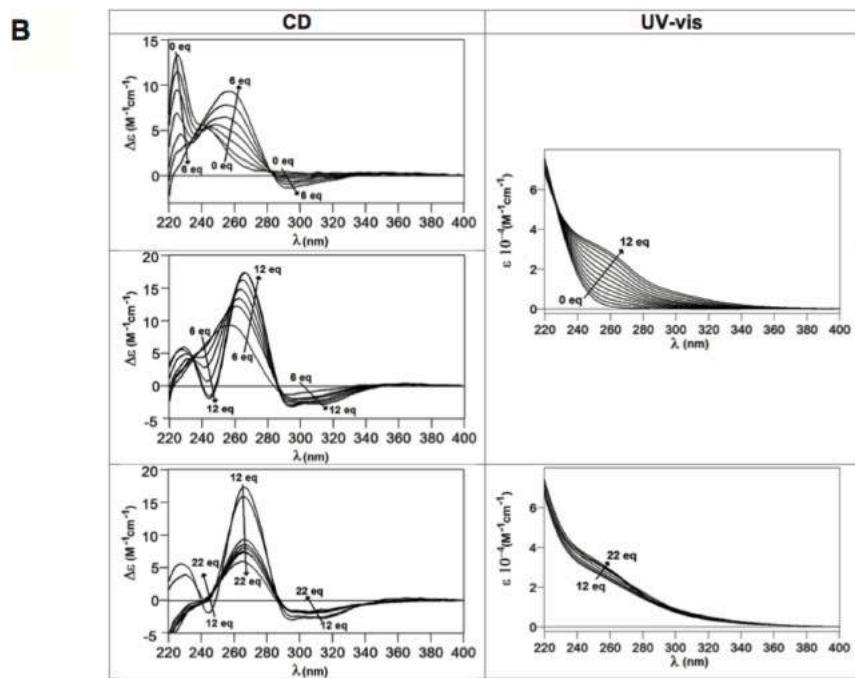 B
CD
UV-vis
Δε (M⁻¹cm⁻¹)
15
10
5
0
0 eq
6 eq
6 eq
0 eq
0 eq
6 eq
220 240 260 280 300 320 340 360 380 400
λ (nm)
ε 10⁻⁴(M⁻¹cm⁻¹)
6
4
2
0
12 eq
0 eq
220 240 260 280 300 320 340 360 380 400
λ (nm)
Δε (M⁻¹cm⁻¹)
20
15
10
5
0
-5
12 eq
6 eq
6 eq
12 eq
6 eq
12 eq
220 240 260 280 300 320 340 360 380 400
λ (nm)
Δε (M⁻¹cm⁻¹)
20
15
10
5
0
-5
12 eq
22 eq
22 eq
12 eq
22 eq
12 eq
220 240 260 280 300 320 340 360 380 400
λ (nm)
ε 10⁻⁴(M⁻¹cm⁻¹)
6
4
2
0
22 eq
12 eq
220 240 260 280 300 320 340 360 380 400
λ (nm)